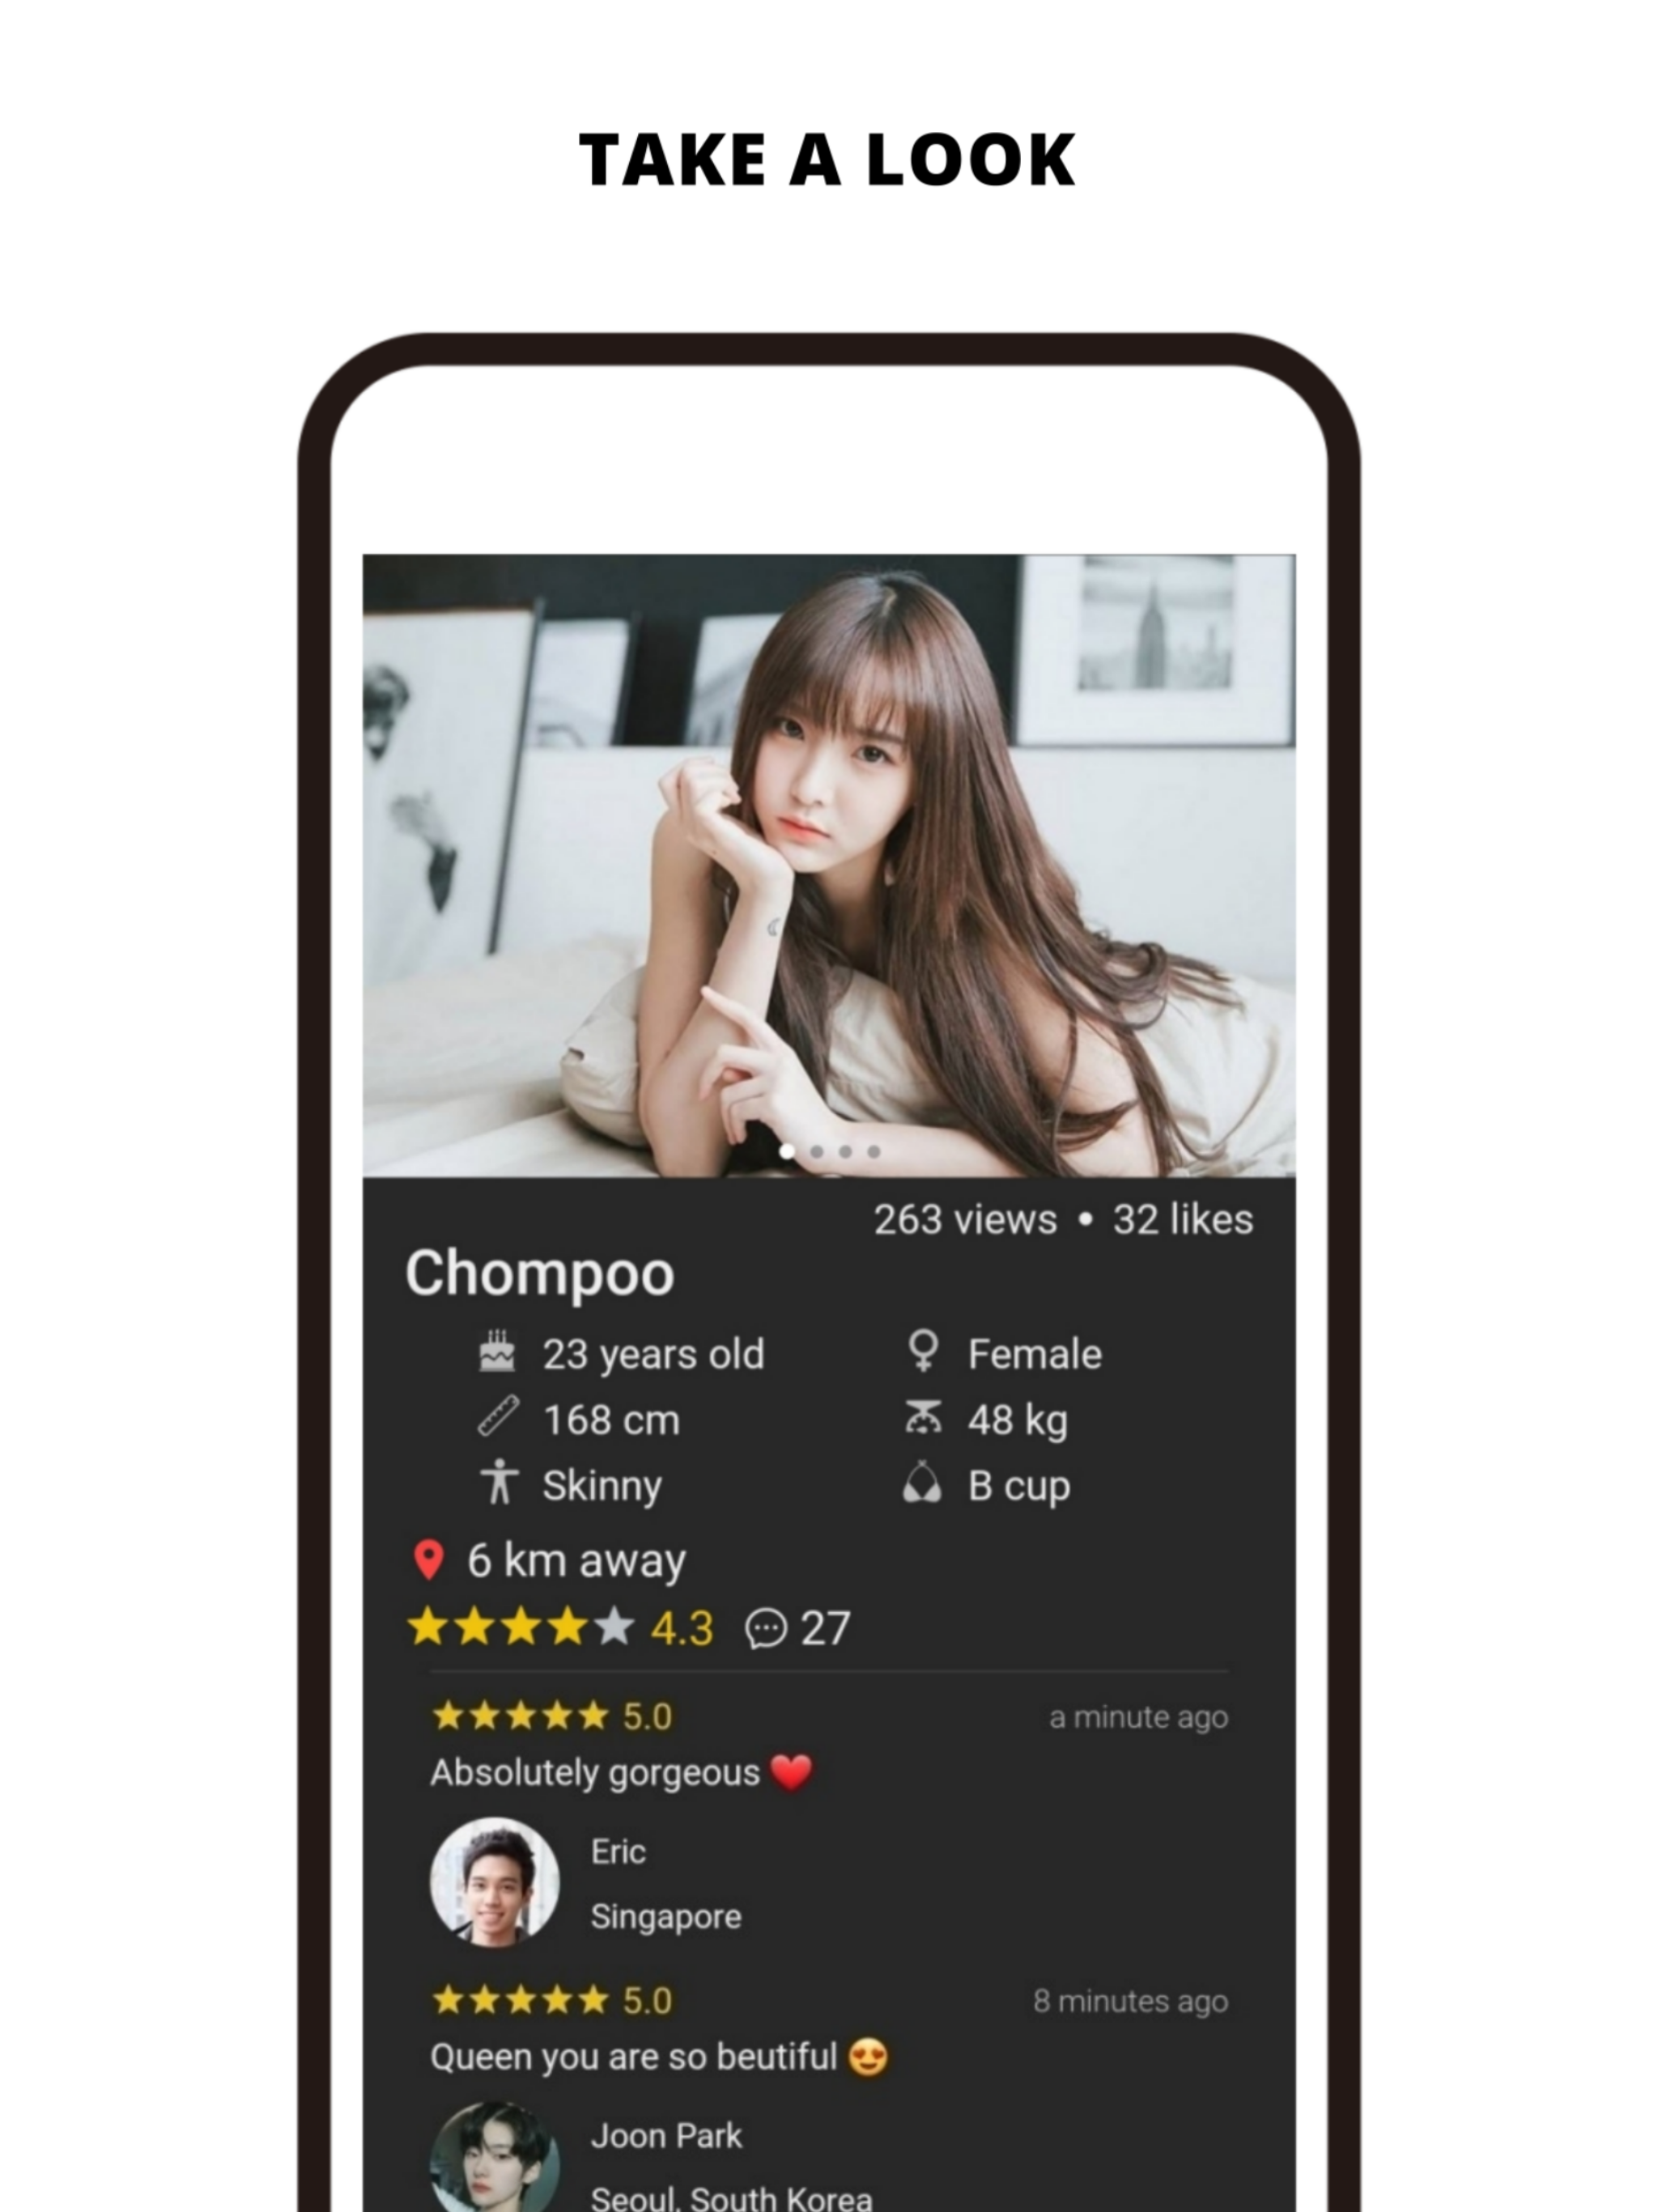 TAKE A LOOK
263 views • 32 likes
Chompoo
23 years old
Female
168 cm
48 kg
Skinny
B cup
6 km away
4.3 27
5.0 a minute ago
Absolutely gorgeous ❤️
Eric
Singapore
5.0 8 minutes ago
Queen you are so beutiful 😍
Joon Park
Seoul, South Korea